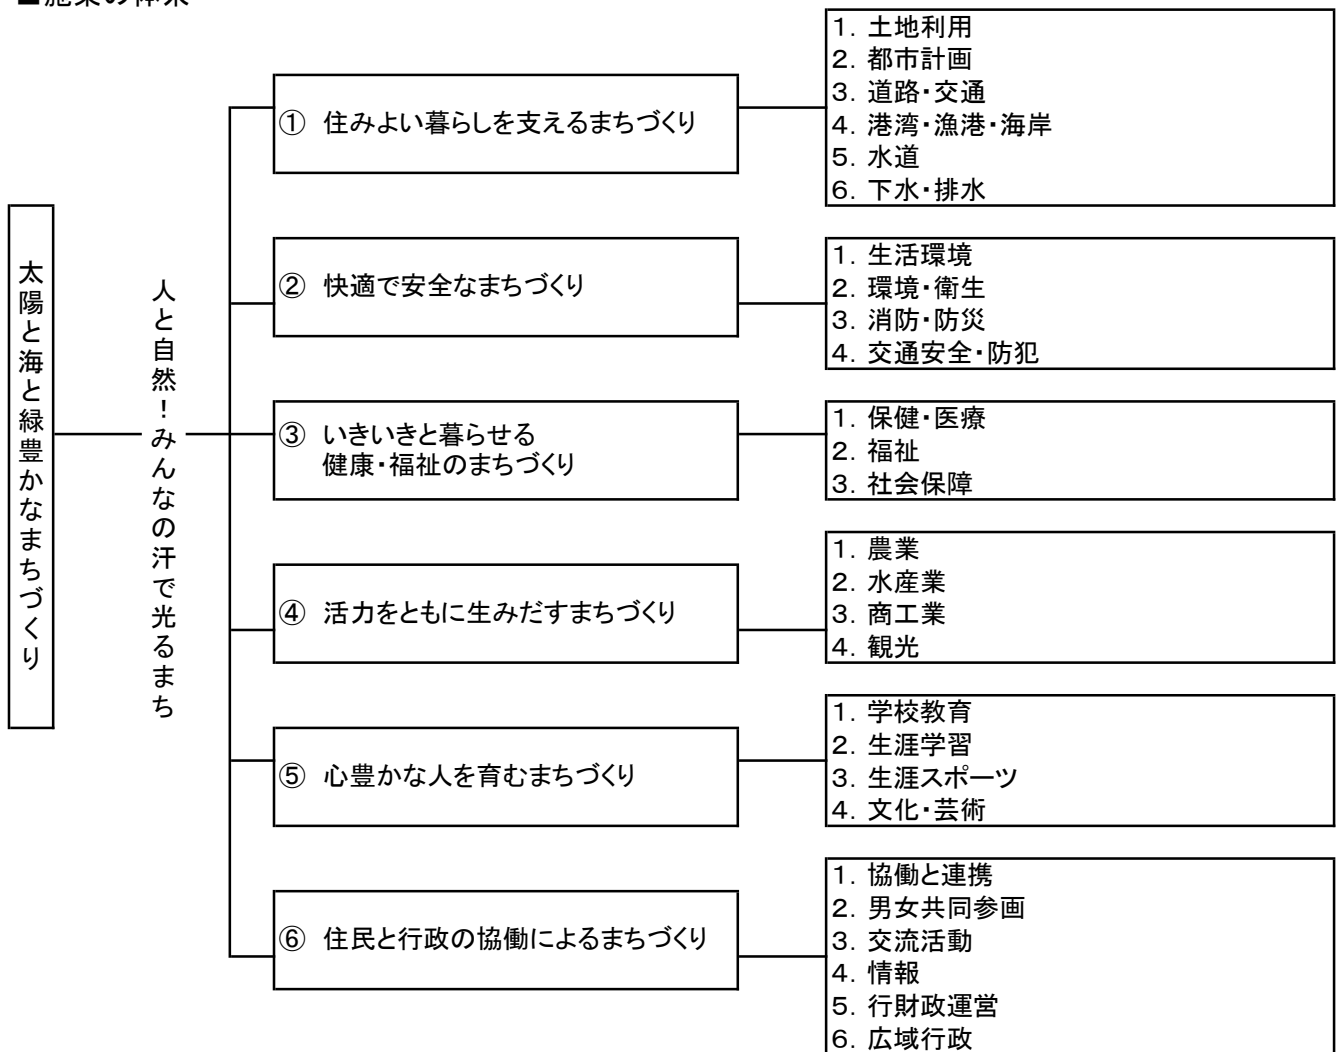 ■施策の体系
太陽と海と緑豊かなまちづくり
人と自然！みんなの汗で光るまち
① 住みよい暮らしを支えるまちづくり
1．土地利用
2．都市計画
3．道路・交通
4．港湾・漁港・海岸
5．水道
6．下水・排水
② 快適で安全なまちづくり
1．生活環境
2．環境・衛生
3．消防・防災
4．交通安全・防犯
③ いきいきと暮らせる
健康・福祉のまちづくり
1．保健・医療
2．福祉
3．社会保障
④ 活力をともに生みだすまちづくり
1．農業
2．水産業
3．商工業
4．観光
⑤ 心豊かな人を育むまちづくり
1．学校教育
2．生涯学習
3．生涯スポーツ
4．文化・芸術
⑥ 住民と行政の協働によるまちづくり
1．協働と連携
2．男女共同参画
3．交流活動
4．情報
5．行財政運営
6．広域行政